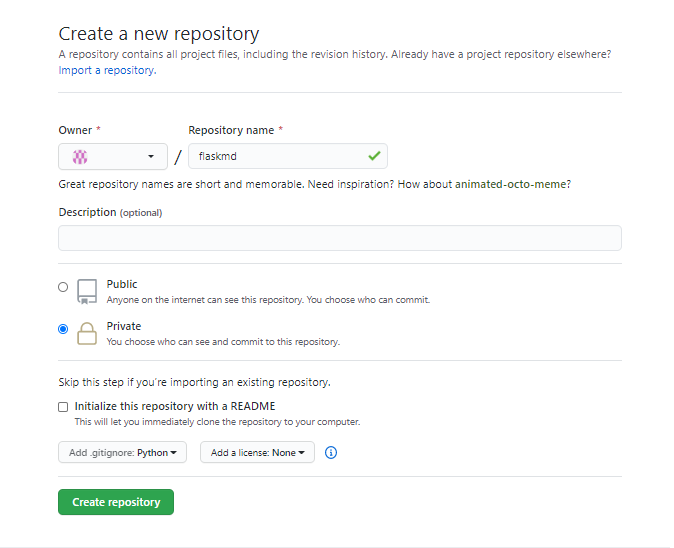 Create a new repository
A repository contains all project files, including the revision history. Already have a project repository elsewhere?
Import a repository.
Owner *
Repository name *
/
flaskmd
Great repository names are short and memorable. Need inspiration? How about animated-octo-meme?
Description (optional)
Public
Anyone on the internet can see this repository. You choose who can commit.
Private
You choose who can see and commit to this repository.
Skip this step if you're importing an existing repository.
Initialize this repository with a README
This will let you immediately clone the repository to your computer.
Add .gitignore: Python
Add a license: None
Create repository